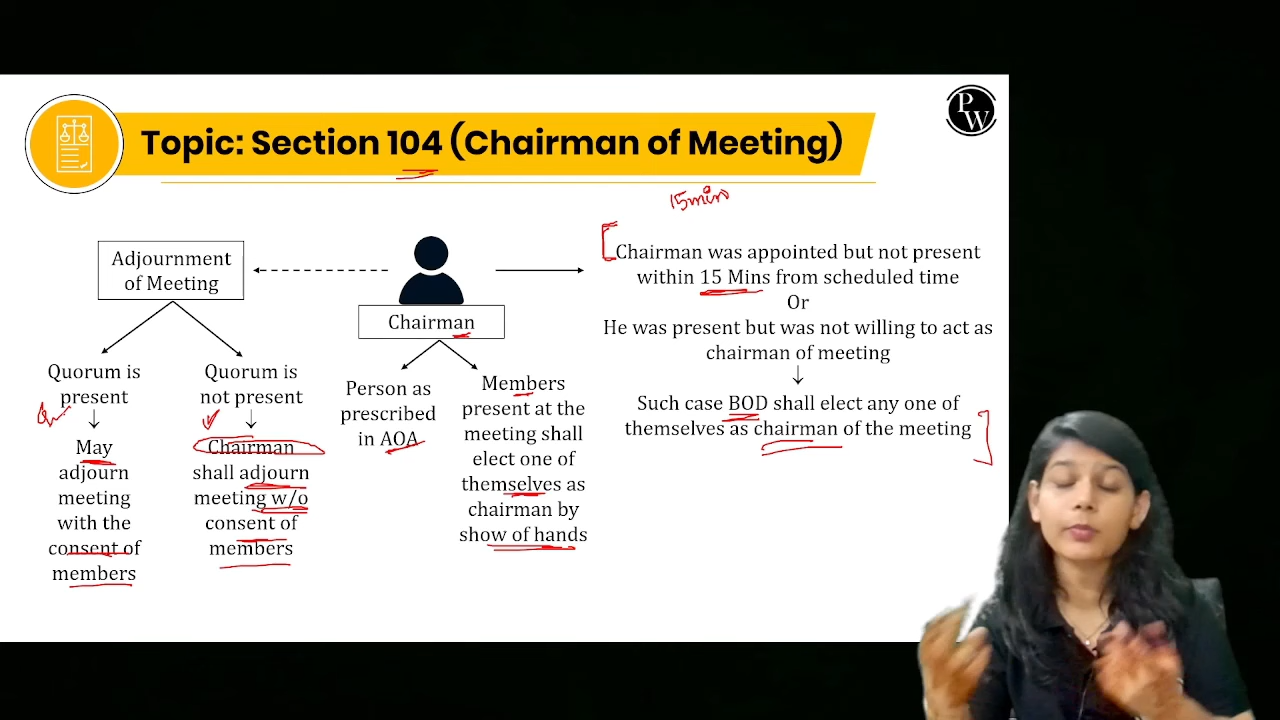 PW
Topic: Section 104 (Chairman of Meeting)
15min
Adjournment
of Meeting
Chairman
Quorum is
present
May
adjourn
meeting
with the
consent of
members
Quorum is
not present
Chairman
shall adjourn
meeting w/o
consent of
members
Person as
prescribed
in AOA
Members
present at the
meeting shall
elect one of
themselves as
chairman by
show of hands
Chairman was appointed but not present
within 15 Mins from scheduled time
Or
He was present but was not willing to act as
chairman of meeting
Such case BOD shall elect any one of
themselves as chairman of the meeting